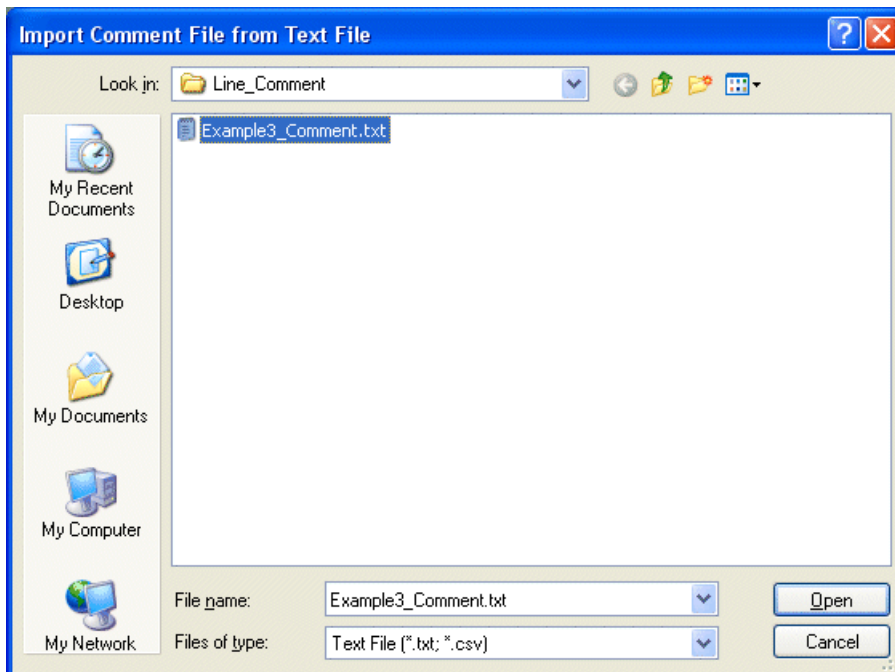 Import Comment File from Text File
Look in: Line_Comment
Example3_Comment.txt
My Recent
Documents
Desktop
My Documents
My Computer
My Network
File name: Example3_Comment.txt
Open
Files of type: Text File (*.txt; *.csv)
Cancel